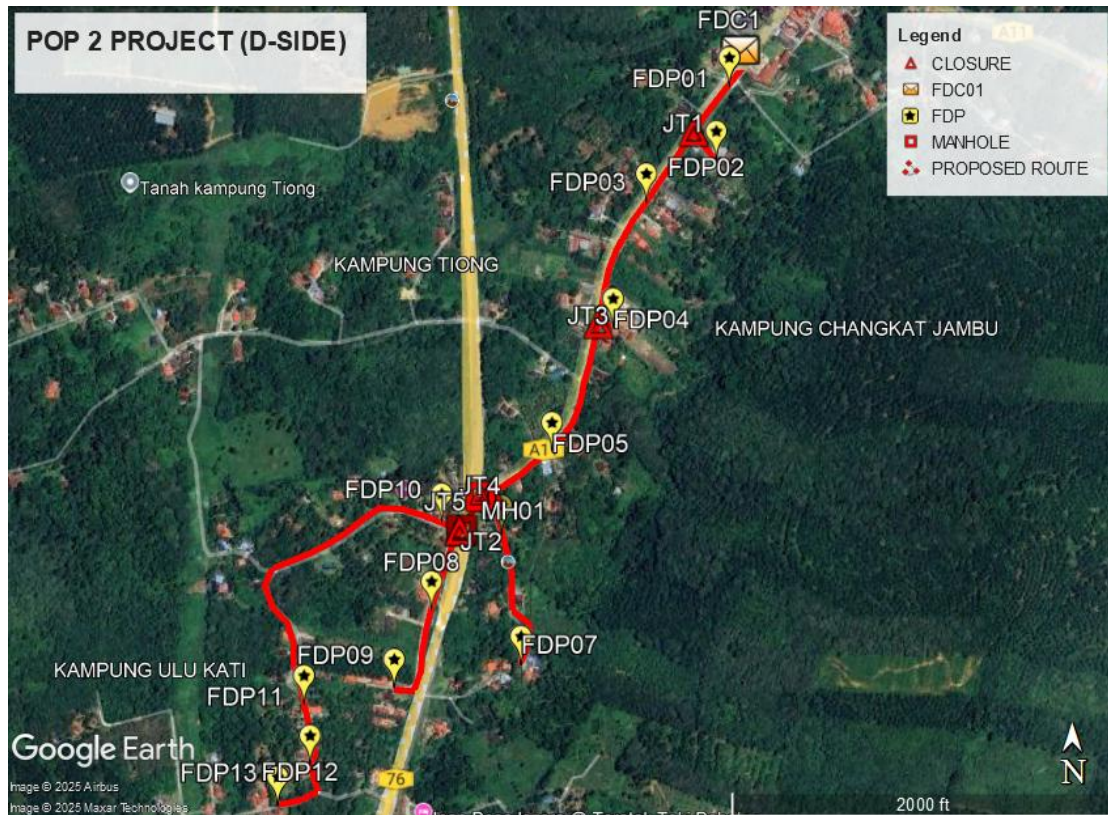 POP 2 PROJECT (D-SIDE)
FDC1
Legend
A11
CLOSURE
FDC01
FDP
MANHOLE
PROPOSED ROUTE
FDP01
JT1
FDP02
FDP03
Tanah kampung Tiong
KAMPUNG TIONG
JT3
FDP04
KAMPUNG CHANGKAT JAMBU
FDP05
FDP10
JT4
JT5
MH01
JT2
FDP08
FDP07
FDP09
KAMPUNG ULU KATI
FDP11
Google Earth
FDP13
FDP12
76
N
Image © 2025 Airbus
Image © 2025 Maxar Technologies
2000 ft